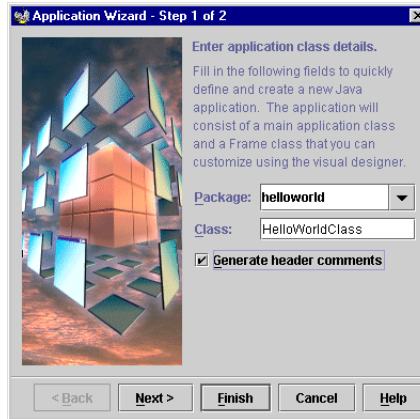 Application Wizard - Step 1 of 2
Enter application class details.
Fill in the following fields to quickly
define and create a new Java
application. The application will
consist of a main application class
and a Frame class that you can
customize using the visual designer.
Package: helloworld
Class: HelloWorldClass
Generate header comments
< Back Next > Finish Cancel Help